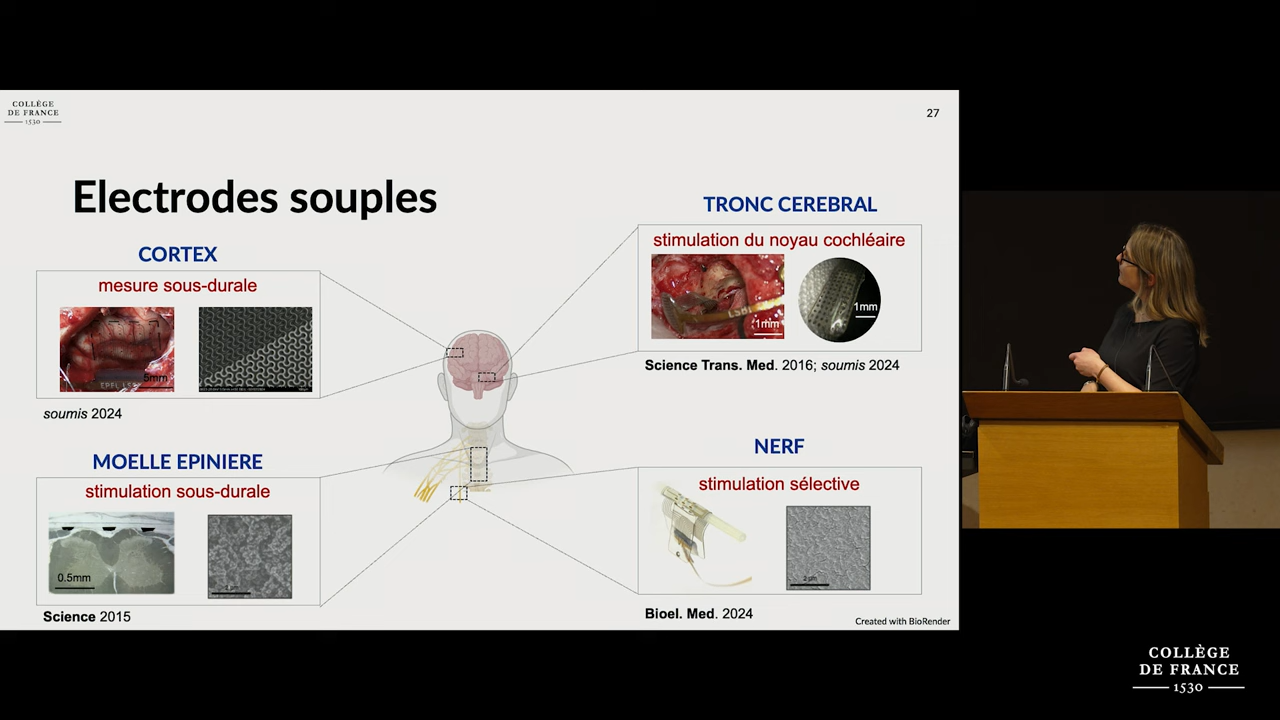 COLLÈGE
DE FRANCE
1530
27
Electrodes souples
CORTEX
mesure sous-durale
5mm
soumis 2024
TRONC CEREBRAL
stimulation du noyau cochléaire
1mm
1mm
Science Trans. Med. 2016; soumis 2024
MOELLE EPINIERE
stimulation sous-durale
0.5mm
Science 2015
NERF
stimulation sélective
Bioel. Med. 2024
Created with BioRender
COLLÈGE
DE FRANCE
1530